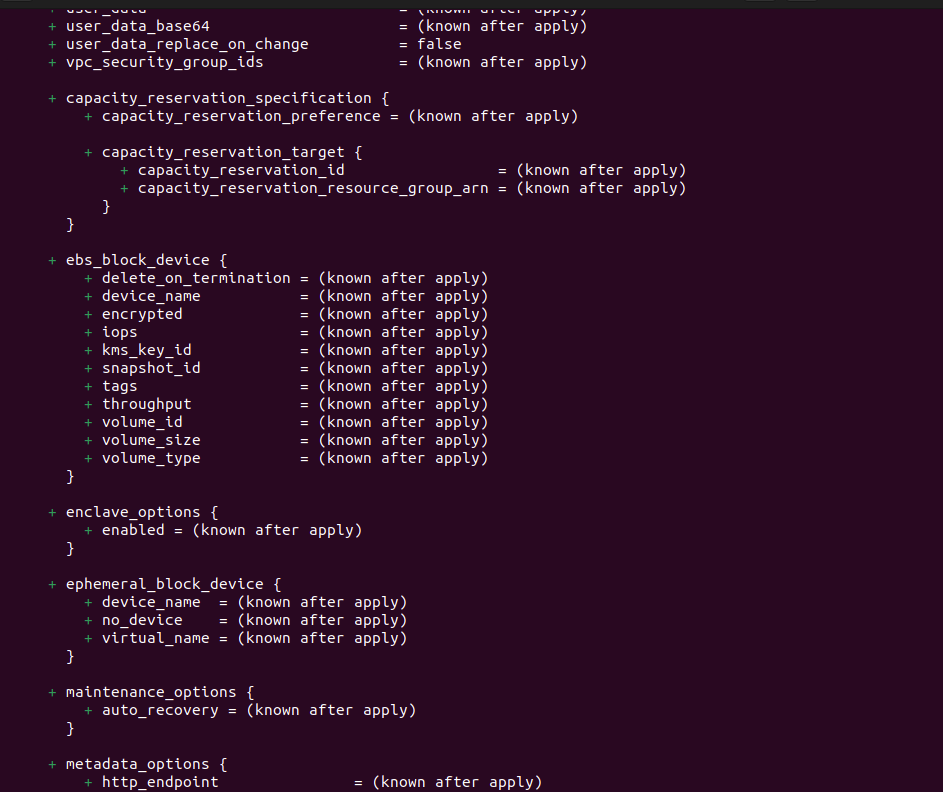 + user_data = (known after apply)
+ user_data_base64 = (known after apply)
+ user_data_replace_on_change = false
+ vpc_security_group_ids = (known after apply)
+ capacity_reservation_specification {
+ capacity_reservation_preference = (known after apply)
+ capacity_reservation_target {
+ capacity_reservation_id = (known after apply)
+ capacity_reservation_resource_group_arn = (known after apply)
}
}
+ ebs_block_device {
+ delete_on_termination = (known after apply)
+ device_name = (known after apply)
+ encrypted = (known after apply)
+ iops = (known after apply)
+ kms_key_id = (known after apply)
+ snapshot_id = (known after apply)
+ tags = (known after apply)
+ throughput = (known after apply)
+ volume_id = (known after apply)
+ volume_size = (known after apply)
+ volume_type = (known after apply)
}
+ enclave_options {
+ enabled = (known after apply)
}
+ ephemeral_block_device {
+ device_name = (known after apply)
+ no_device = (known after apply)
+ virtual_name = (known after apply)
}
+ maintenance_options {
+ auto_recovery = (known after apply)
}
+ metadata_options {
+ http_endpoint = (known after apply)